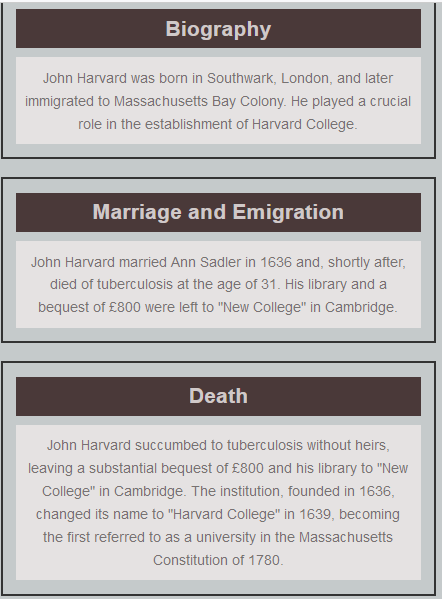 Biography
John Harvard was born in Southwark, London, and later
immigrated to Massachusetts Bay Colony. He played a crucial
role in the establishment of Harvard College.
Marriage and Emigration
John Harvard married Ann Sadler in 1636 and, shortly after,
died of tuberculosis at the age of 31. His library and a
bequest of £800 were left to "New College" in Cambridge.
Death
John Harvard succumbed to tuberculosis without heirs,
leaving a substantial bequest of £800 and his library to "New
College" in Cambridge. The institution, founded in 1636,
changed its name to "Harvard College" in 1639, becoming
the first referred to as a university in the Massachusetts
Constitution of 1780.